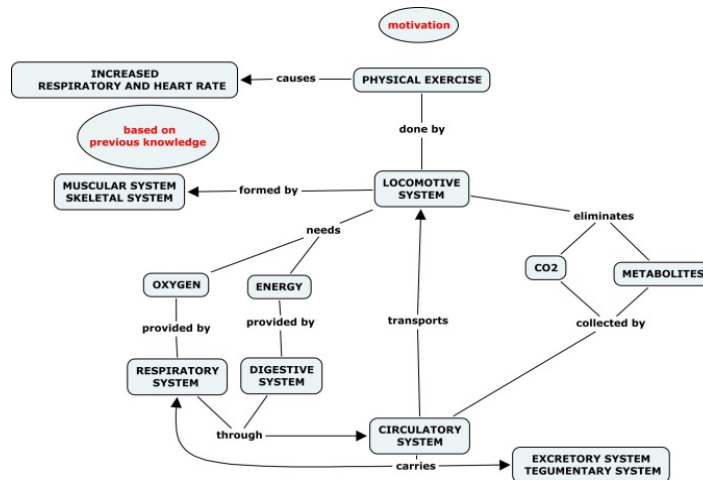 motivation
INCREASED
RESPIRATORY AND HEART RATE
causes
PHYSICAL EXERCISE
based on
previous knowledge
done by
MUSCULAR SYSTEM
SKELETAL SYSTEM
formed by
LOCOMOTIVE
SYSTEM
eliminates
needs
OXYGEN
ENERGY
CO2
METABOLITES
provided by
provided by
transports
collected by
RESPIRATORY
SYSTEM
DIGESTIVE
SYSTEM
through
CIRCULATORY
SYSTEM
carries
EXCRETORY SYSTEM
TEGUMENTARY SYSTEM